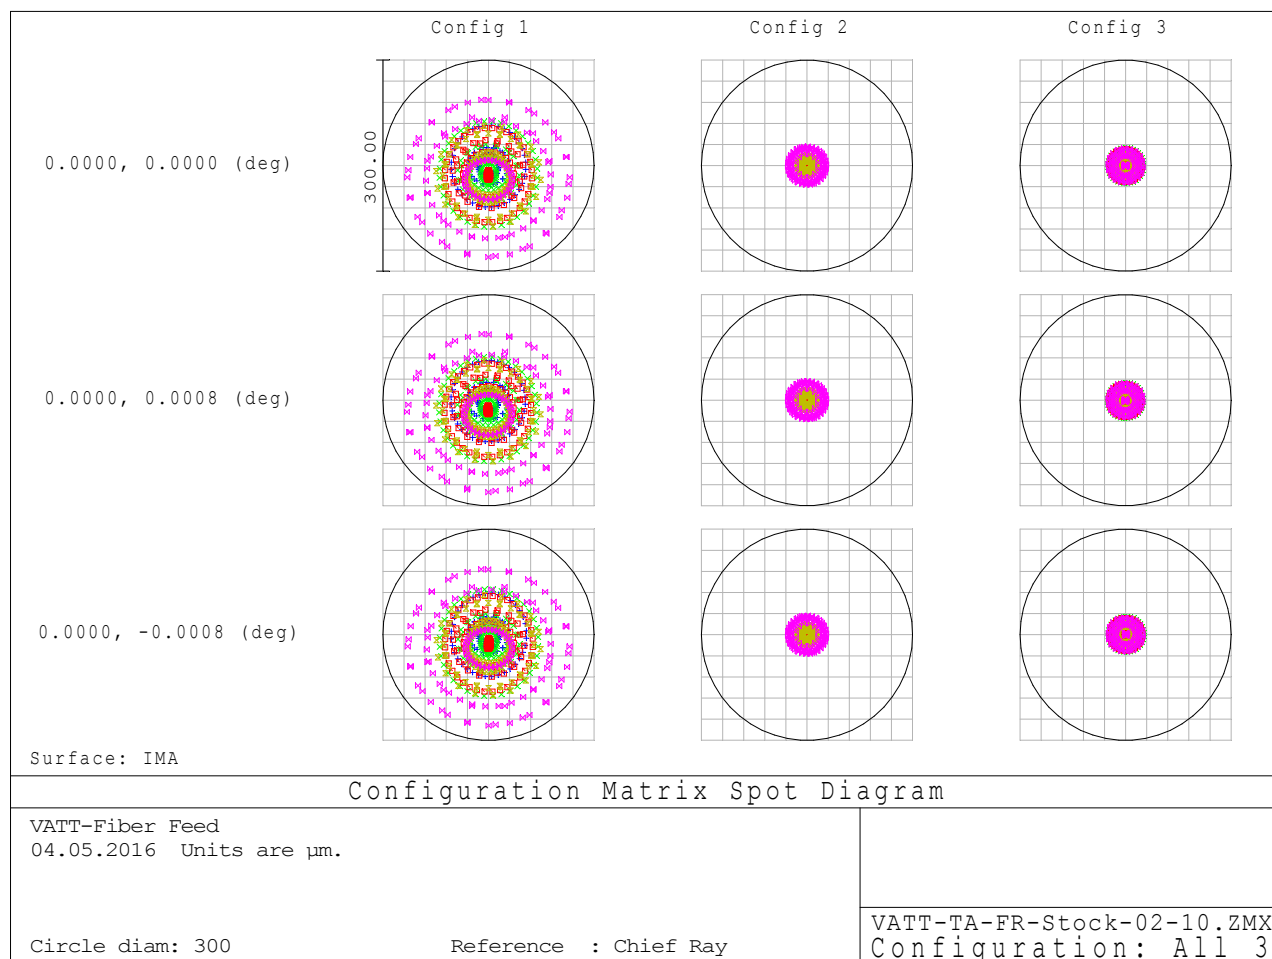 Config 1 Config 2 Config 3
300.00
0.0000, 0.0000 (deg)
0.0000, 0.0008 (deg)
0.0000, -0.0008 (deg)
Surface: IMA
Configuration Matrix Spot Diagram
VATT-Fiber Feed
04.05.2016 Units are µm.
Circle diam: 300 Reference : Chief Ray
VATT-TA-FR-Stock-02-10.ZMX
Configuration: All 3